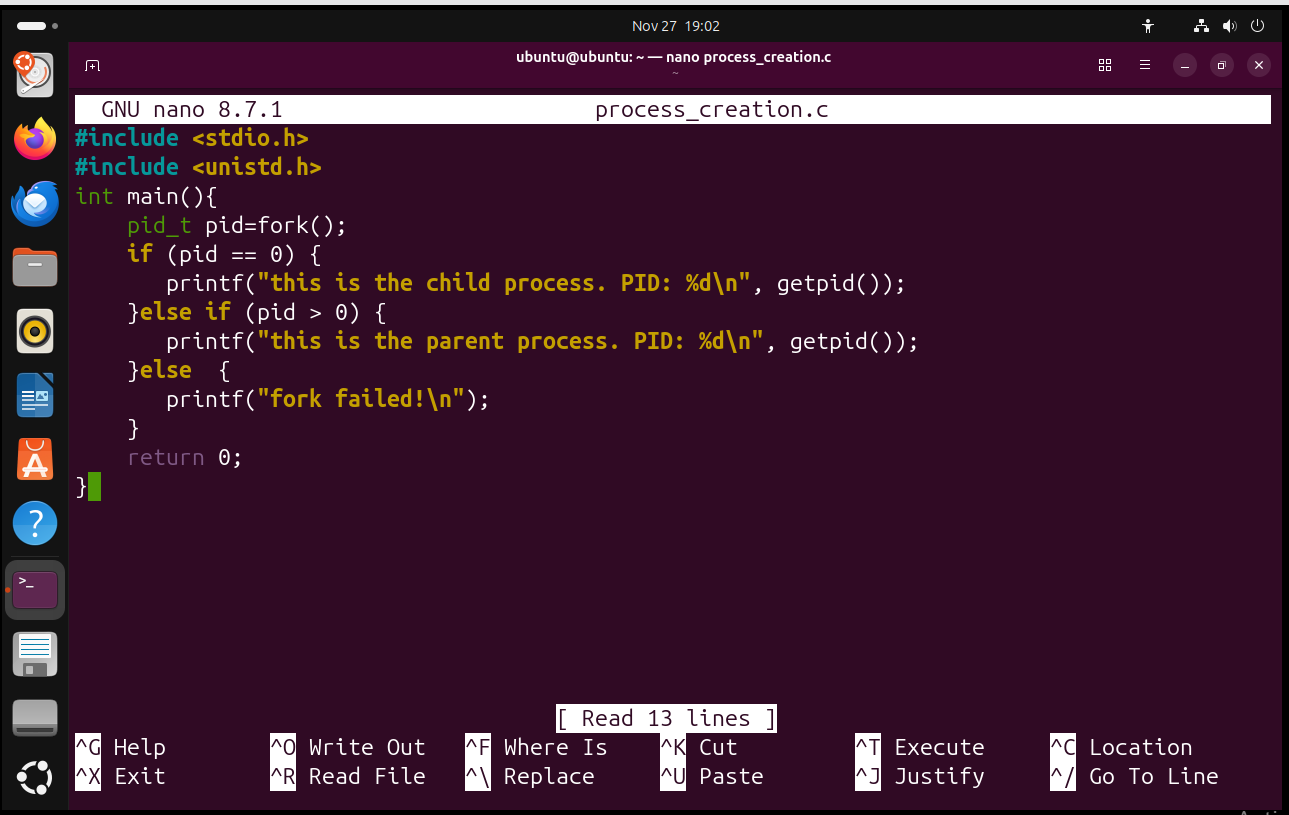 Nov 27 19:02
ubuntu@ubuntu: ~ — nano process_creation.c
~
GNU nano 8.7.1 process_creation.c
#include <stdio.h>
#include <unistd.h>
int main(){
    pid_t pid=fork();
    if (pid == 0) {
       printf("this is the child process. PID: %d\n", getpid());
    }else if (pid > 0) {
       printf("this is the parent process. PID: %d\n", getpid());
    }else  {
       printf("fork failed!\n");
    }
    return 0;
}
[ Read 13 lines ]
^G Help ^O Write Out ^F Where Is ^K Cut ^T Execute ^C Location
^X Exit ^R Read File ^\ Replace ^U Paste ^J Justify ^/ Go To Line